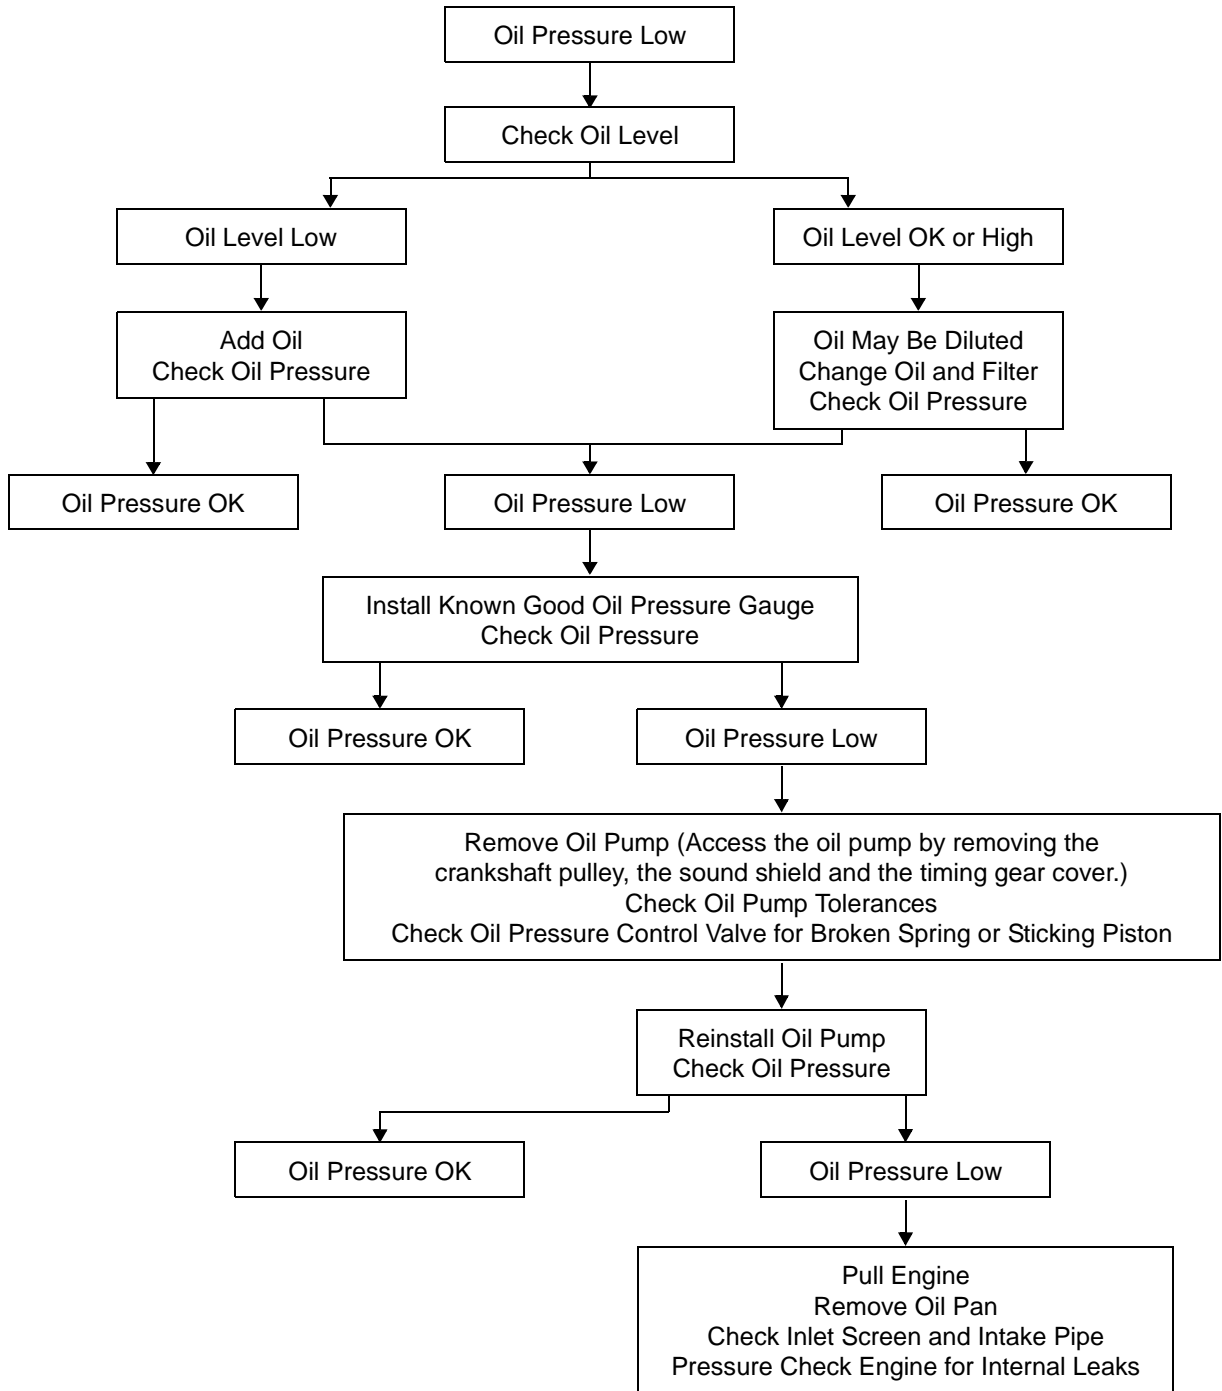 Oil Pressure Low
Check Oil Level
Oil Level Low
Oil Level OK or High
Add Oil
Check Oil Pressure
Oil May Be Diluted
Change Oil and Filter
Check Oil Pressure
Oil Pressure OK
Oil Pressure Low
Oil Pressure OK
Install Known Good Oil Pressure Gauge
Check Oil Pressure
Oil Pressure OK
Oil Pressure Low
Remove Oil Pump (Access the oil pump by removing the
crankshaft pulley, the sound shield and the timing gear cover.)
Check Oil Pump Tolerances
Check Oil Pressure Control Valve for Broken Spring or Sticking Piston
Reinstall Oil Pump
Check Oil Pressure
Oil Pressure OK
Oil Pressure Low
Pull Engine
Remove Oil Pan
Check Inlet Screen and Intake Pipe
Pressure Check Engine for Internal Leaks